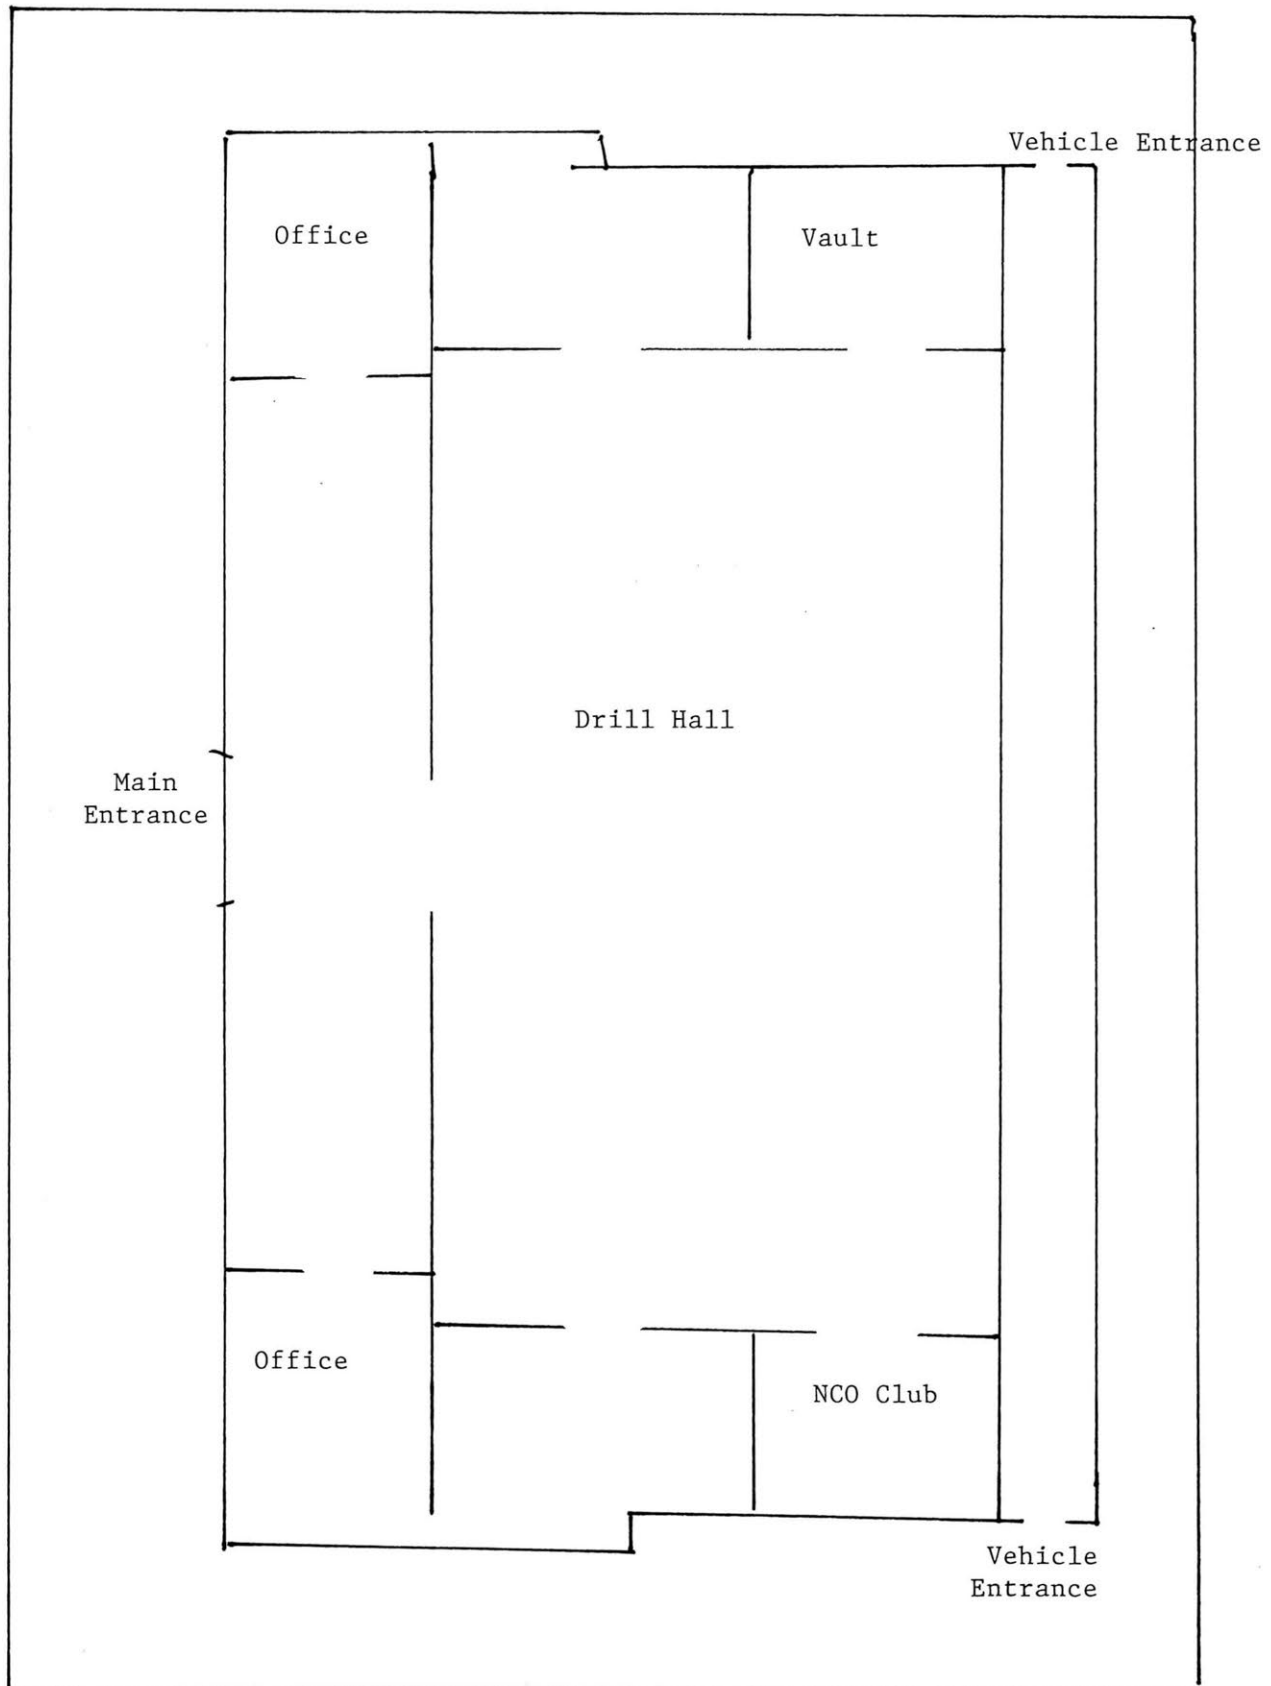 Vehicle Entrance
Office
Vault
Drill Hall
Main
Entrance
Office
NCO Club
Vehicle
Entrance